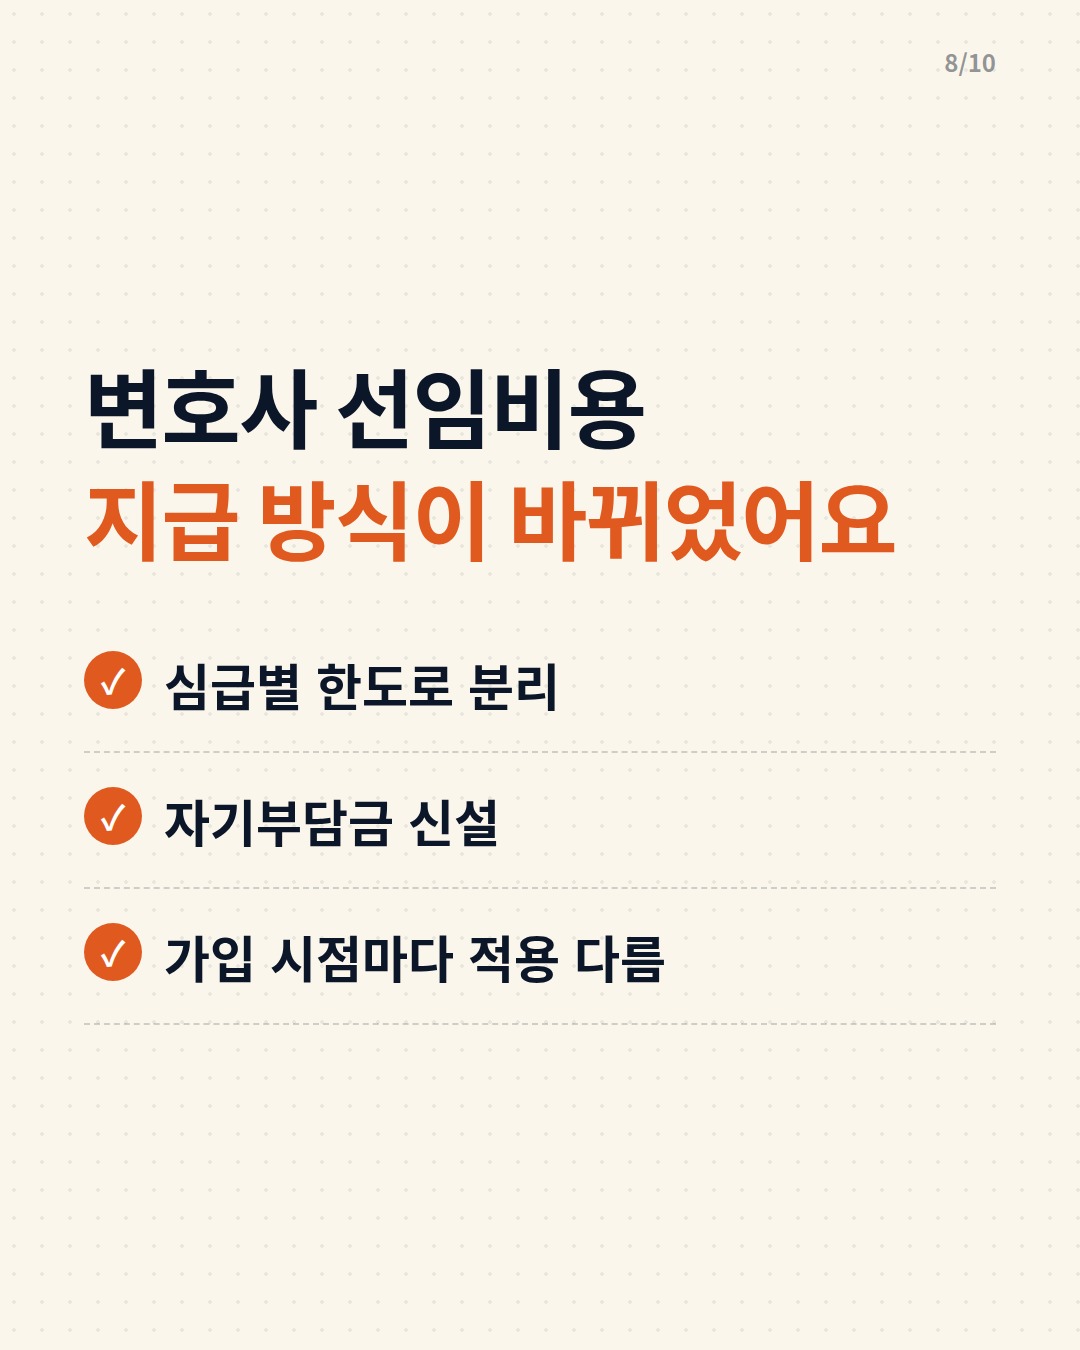 8/10
변호사 선임비용
지급 방식이 바뀌었어요
✓ 심급별 한도로 분리
✓ 자기부담금 신설
✓ 가입 시점마다 적용 다름